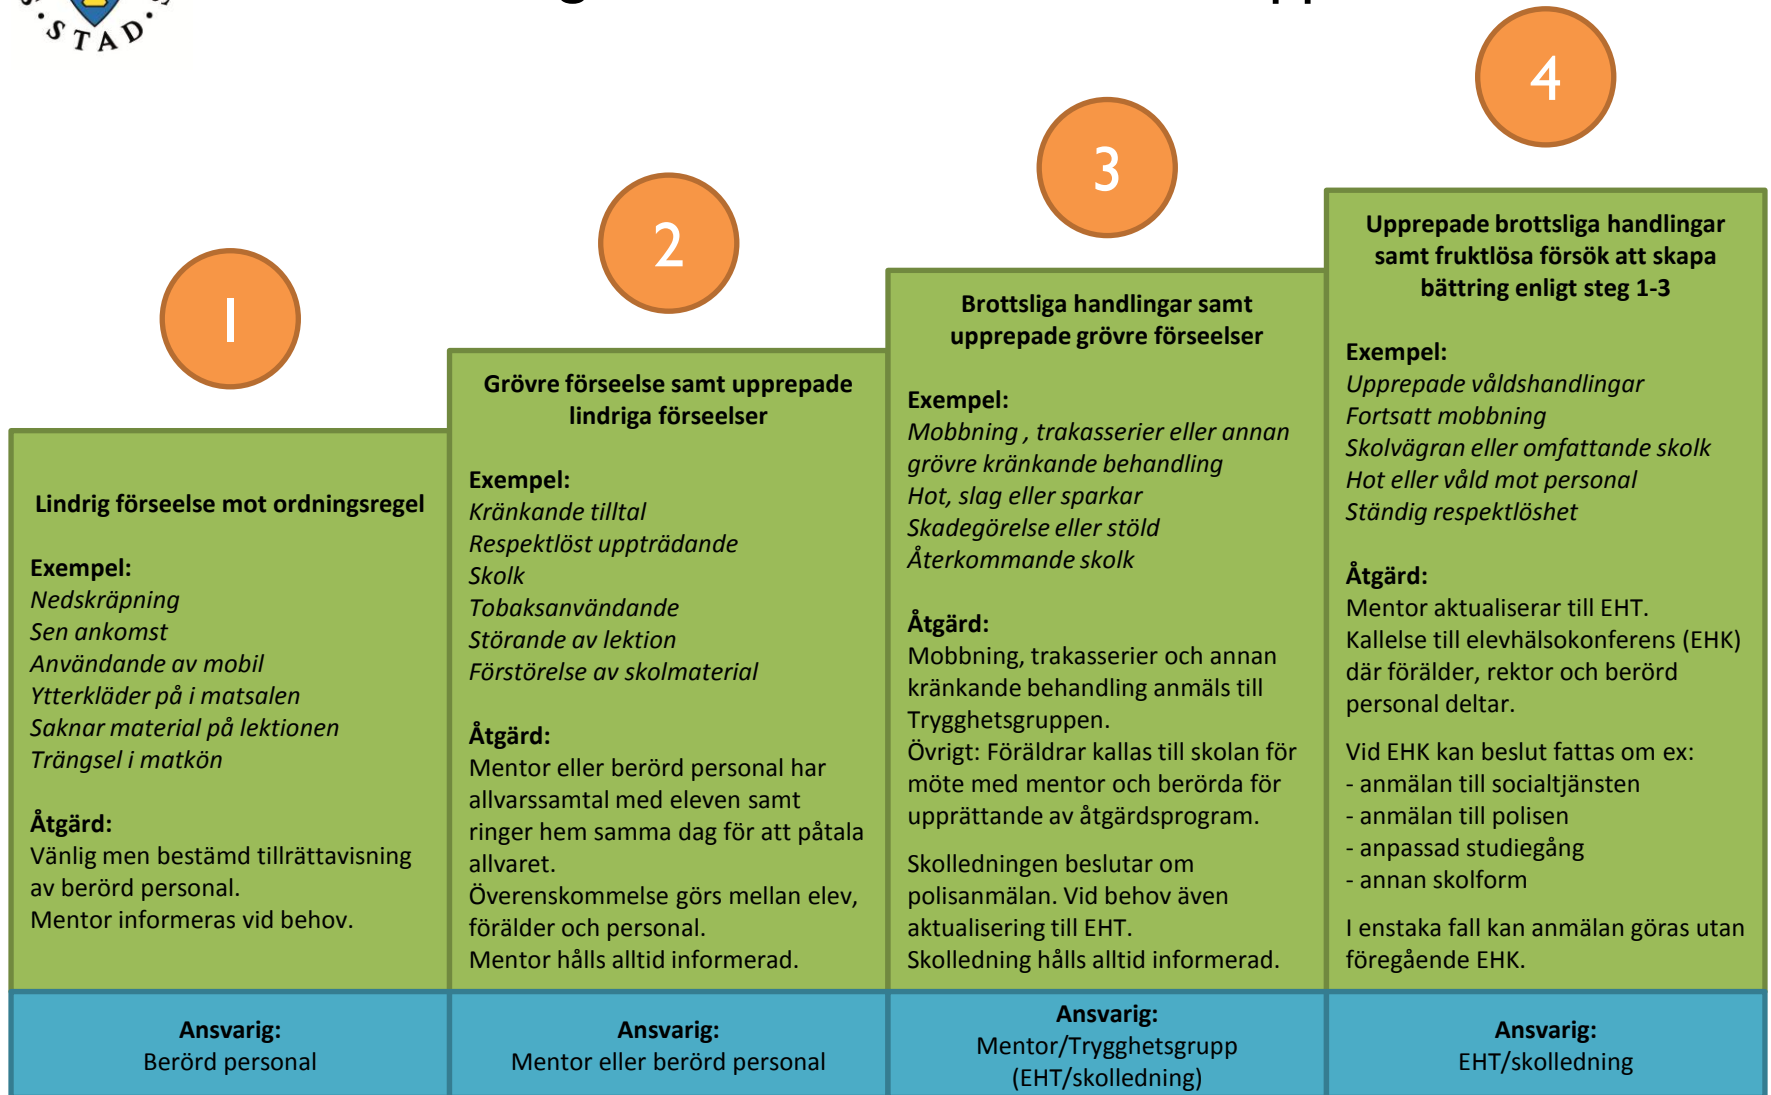 STAD
1
2
3
4
Lindrig förseelse mot ordningsregel
Exempel:
Nedskräpning
Sen ankomst
Användande av mobil
Ytterkläder på i matsalen
Saknar material på lektionen
Trängsel i matkön
Åtgärd:
Vänlig men bestämd tillrättavisning
av berörd personal.
Mentor informeras vid behov.
Ansvarig:
Berörd personal
Grövre förseelse samt upprepade
lindriga förseelser
Exempel:
Kränkande tilltal
Respektlöst uppträdande
Skolk
Tobaksanvändande
Störande av lektion
Förstörelse av skolmaterial
Åtgärd:
Mentor eller berörd personal har
allvarssamtal med eleven samt
ringer hem samma dag för att påtala
allvaret.
Överenskommelse görs mellan elev,
förälder och personal.
Mentor hålls alltid informerad.
Ansvarig:
Mentor eller berörd personal
Brottsliga handlingar samt
upprepade grövre förseelser
Exempel:
Mobbning , trakasserier eller annan
grövre kränkande behandling
Hot, slag eller sparkar
Skadegörelse eller stöld
Återkommande skolk
Åtgärd:
Mobbning, trakasserier och annan
kränkande behandling anmäls till
Trygghetsgruppen.
Övrigt: Föräldrar kallas till skolan för
möte med mentor och berörda för
upprättande av åtgärdsprogram.
Skolledningen beslutar om
polisanmälan. Vid behov även
aktualisering till EHT.
Skolledning hålls alltid informerad.
Ansvarig:
Mentor/Trygghetsgrupp
(EHT/skolledning)
Upprepade brottsliga handlingar
samt fruktlösa försök att skapa
bättring enligt steg 1-3
Exempel:
Upprepade våldshandlingar
Fortsatt mobbning
Skolvägran eller omfattande skolk
Hot eller våld mot personal
Ständig respektlöshet
Åtgärd:
Mentor aktualiserar till EHT.
Kallelse till elevhälsokonferens (EHK)
där förälder, rektor och berörd
personal deltar.
Vid EHK kan beslut fattas om ex:
- anmälan till socialtjänsten
- anmälan till polisen
- anpassad studiegång
- annan skolform
I enstaka fall kan anmälan göras utan
föregående EHK.
Ansvarig:
EHT/skolledning